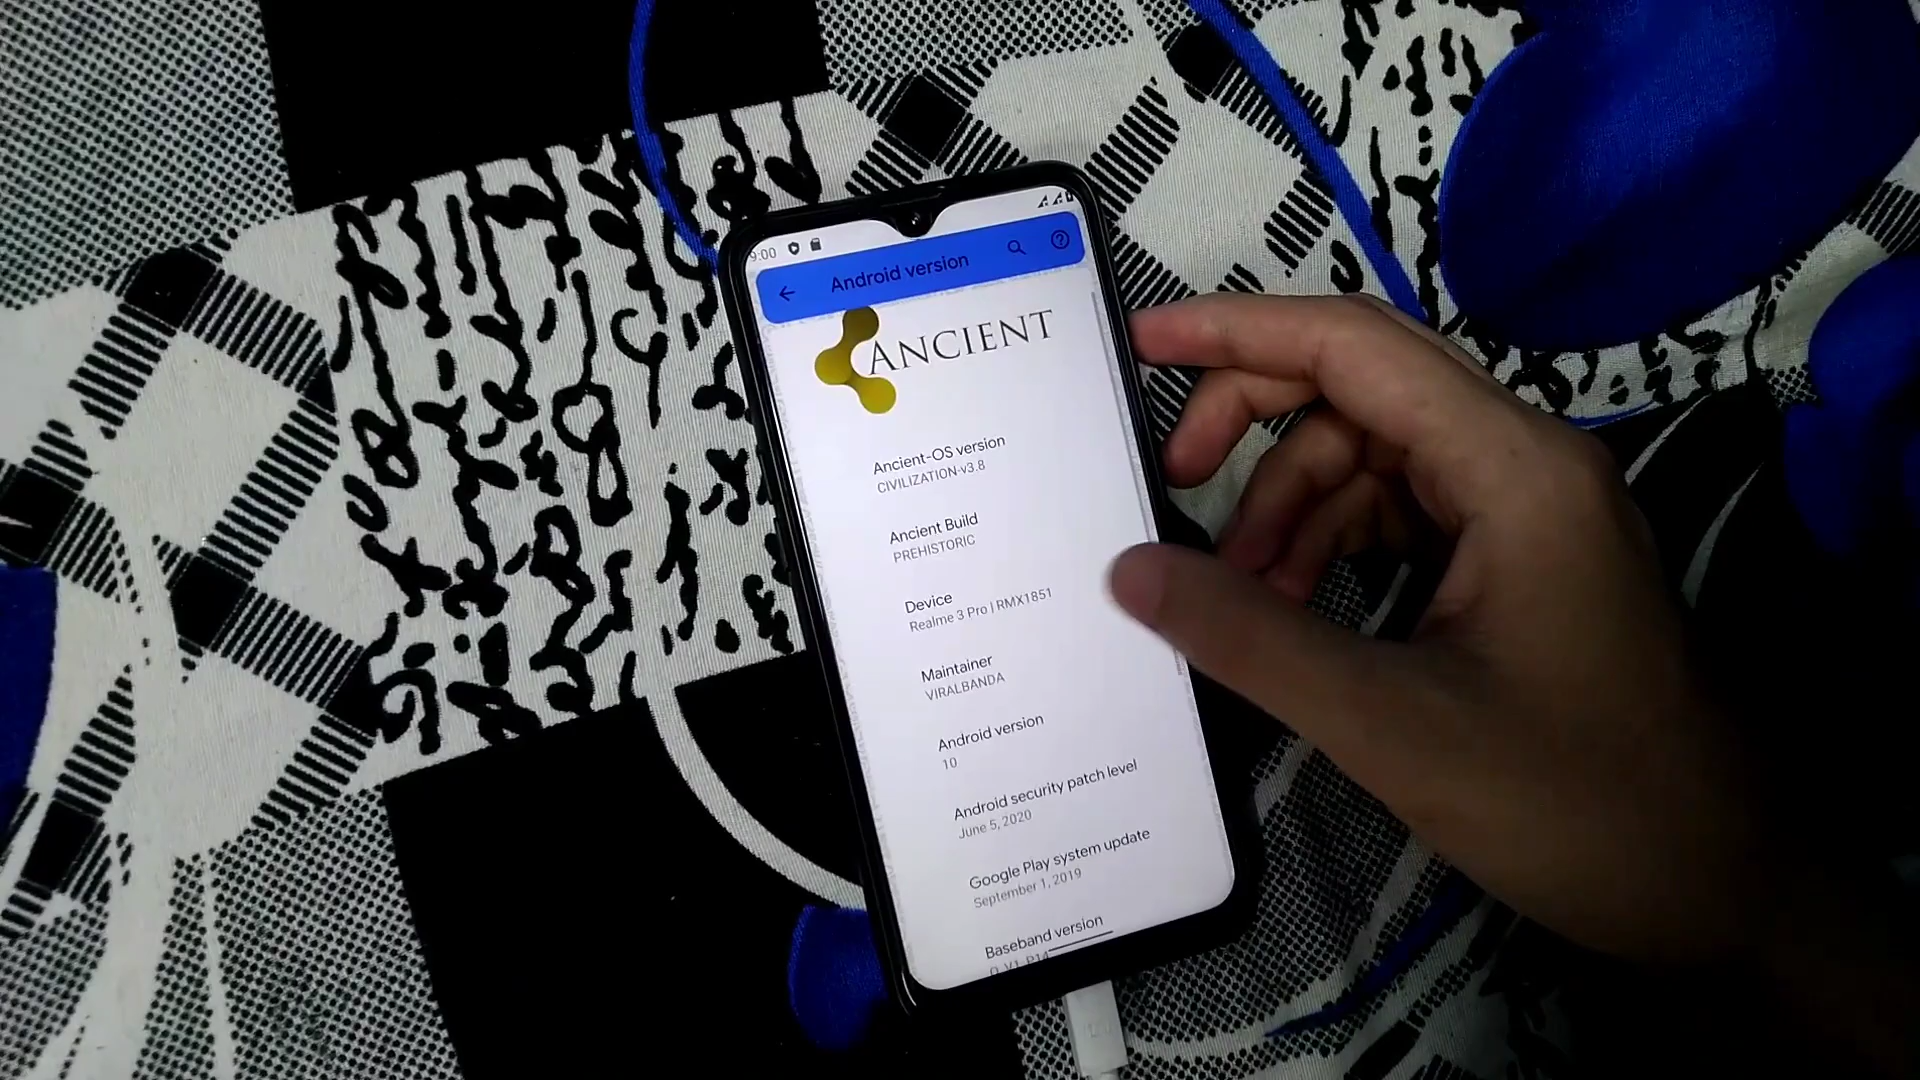 9:00
Android version
ANCIENT
Ancient-OS version
CIVILIZATION-v3.8
Ancient Build
PREHISTORIC
Device
Realme 3 Pro | RMX1851
Maintainer
VIRALBANDA
Android version
10
Android security patch level
June 5, 2020
Google Play system update
September 1, 2019
Baseband version